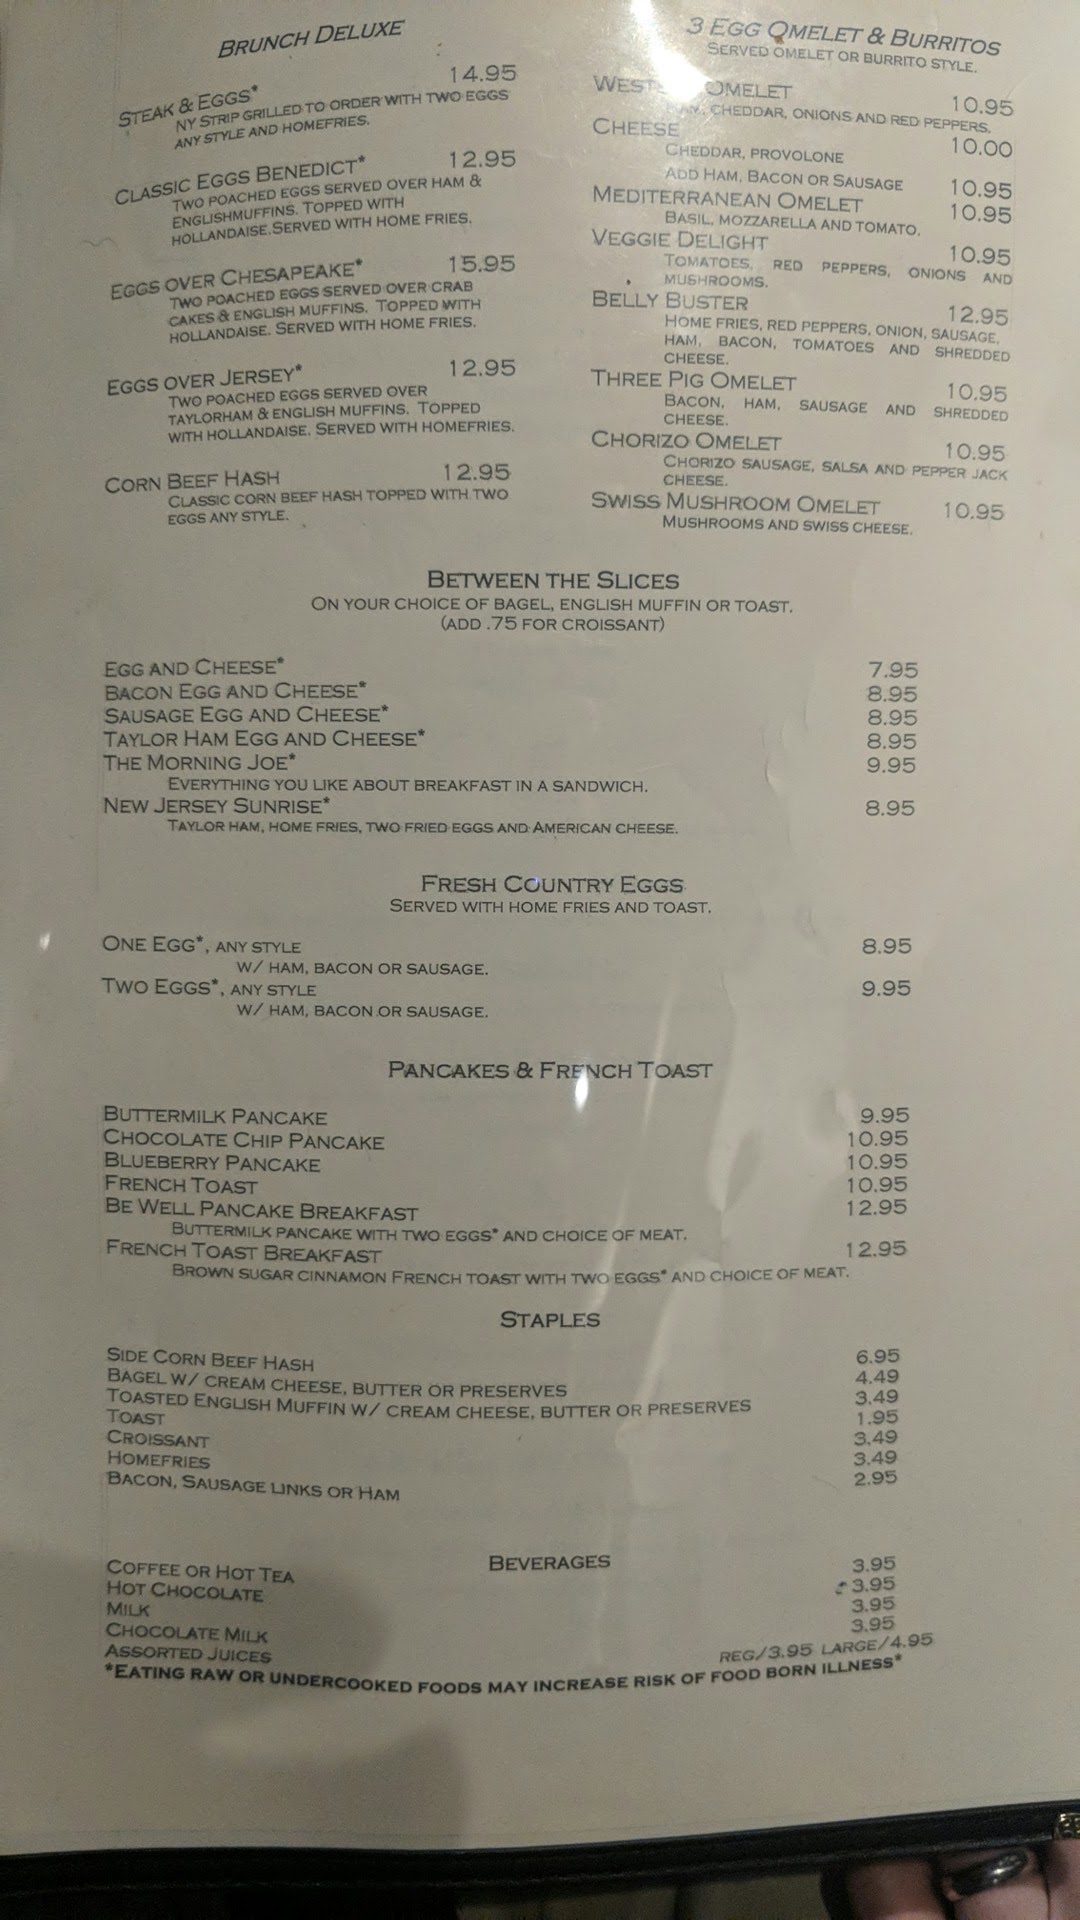 BRUNCH DELUXE
STEAK & EGGS* 14.95
NY STRIP GRILLED TO ORDER WITH TWO EGGS
ANY STYLE AND HOMEFRIES.
CLASSIC EGGS BENEDICT* 12.95
TWO POACHED EGGS SERVED OVER HAM &
ENGLISHMUFFINS. TOPPED WITH
HOLLANDAISE.SERVED WITH HOME FRIES.
EGGS OVER CHESAPEAKE* 15.95
TWO POACHED EGGS SERVED OVER CRAB
CAKES & ENGLISH MUFFINS. TOPPED WITH
HOLLANDAISE. SERVED WITH HOME FRIES.
EGGS OVER JERSEY* 12.95
TWO POACHED EGGS SERVED OVER
TAYLORHAM & ENGLISH MUFFINS. TOPPED
WITH HOLLANDAISE. SERVED WITH HOMEFRIES.
CORN BEEF HASH 12.95
CLASSIC CORN BEEF HASH TOPPED WITH TWO
EGGS ANY STYLE.
3 EGG OMELET & BURRITOS
SERVED OMELET OR BURRITO STYLE.
OMELET 10.95
CHEDDAR, ONIONS AND RED PEPPERS.
CHEESE 10.00
CHEDDAR, PROVOLONE
ADD HAM, BACON OR SAUSAGE 10.95
MEDITERRANEAN OMELET 10.95
BASIL, MOZZARELLA AND TOMATO.
VEGGIE DELIGHT 10.95
TOMATOES, RED PEPPERS, ONIONS AND
MUSHROOMS.
BELLY BUSTER 12.95
HOME FRIES, RED PEPPERS, ONION, SAUSAGE,
HAM, BACON, TOMATOES AND SHREDDED
CHEESE.
THREE PIG OMELET 10.95
BACON, HAM, SAUSAGE AND SHREDDED
CHEESE.
CHORIZO OMELET 10.95
CHORIZO SAUSAGE, SALSA AND PEPPER JACK
CHEESE.
SWISS MUSHROOM OMELET 10.95
MUSHROOMS AND SWISS CHEESE.
BETWEEN THE SLICES
ON YOUR CHOICE OF BAGEL, ENGLISH MUFFIN OR TOAST.
(ADD .75 FOR CROISSANT)
EGG AND CHEESE* 7.95
BACON EGG AND CHEESE* 8.95
SAUSAGE EGG AND CHEESE* 8.95
TAYLOR HAM EGG AND CHEESE* 8.95
THE MORNING JOE* 9.95
EVERYTHING YOU LIKE ABOUT BREAKFAST IN A SANDWICH.
NEW JERSEY SUNRISE* 8.95
TAYLOR HAM, HOME FRIES, TWO FRIED EGGS AND AMERICAN CHEESE.
FRESH COUNTRY EGGS
SERVED WITH HOME FRIES AND TOAST.
ONE EGG*, ANY STYLE 8.95
W/ HAM, BACON OR SAUSAGE.
TWO EGGS*, ANY STYLE 9.95
W/ HAM, BACON OR SAUSAGE.
PANCAKES & FRENCH TOAST
BUTTERMILK PANCAKE 9.95
CHOCOLATE CHIP PANCAKE 10.95
BLUEBERRY PANCAKE 10.95
FRENCH TOAST 10.95
BE WELL PANCAKE BREAKFAST 12.95
BUTTERMILK PANCAKE WITH TWO EGGS* AND CHOICE OF MEAT.
FRENCH TOAST BREAKFAST 12.95
BROWN SUGAR CINNAMON FRENCH TOAST WITH TWO EGGS* AND CHOICE OF MEAT.
STAPLES
SIDE CORN BEEF HASH 6.95
BAGEL W/ CREAM CHEESE, BUTTER OR PRESERVES 4.49
TOASTED ENGLISH MUFFIN W/ CREAM CHEESE, BUTTER OR PRESERVES 3.49
TOAST 1.95
CROISSANT 3.49
HOMEFRIES 3.49
BACON, SAUSAGE LINKS OR HAM 2.95
BEVERAGES
COFFEE OR HOT TEA 3.95
HOT CHOCOLATE 3.95
MILK 3.95
CHOCOLATE MILK 3.95
ASSORTED JUICES REG/3.95 LARGE/4.95
*EATING RAW OR UNDERCOOKED FOODS MAY INCREASE RISK OF FOOD BORN ILLNESS*